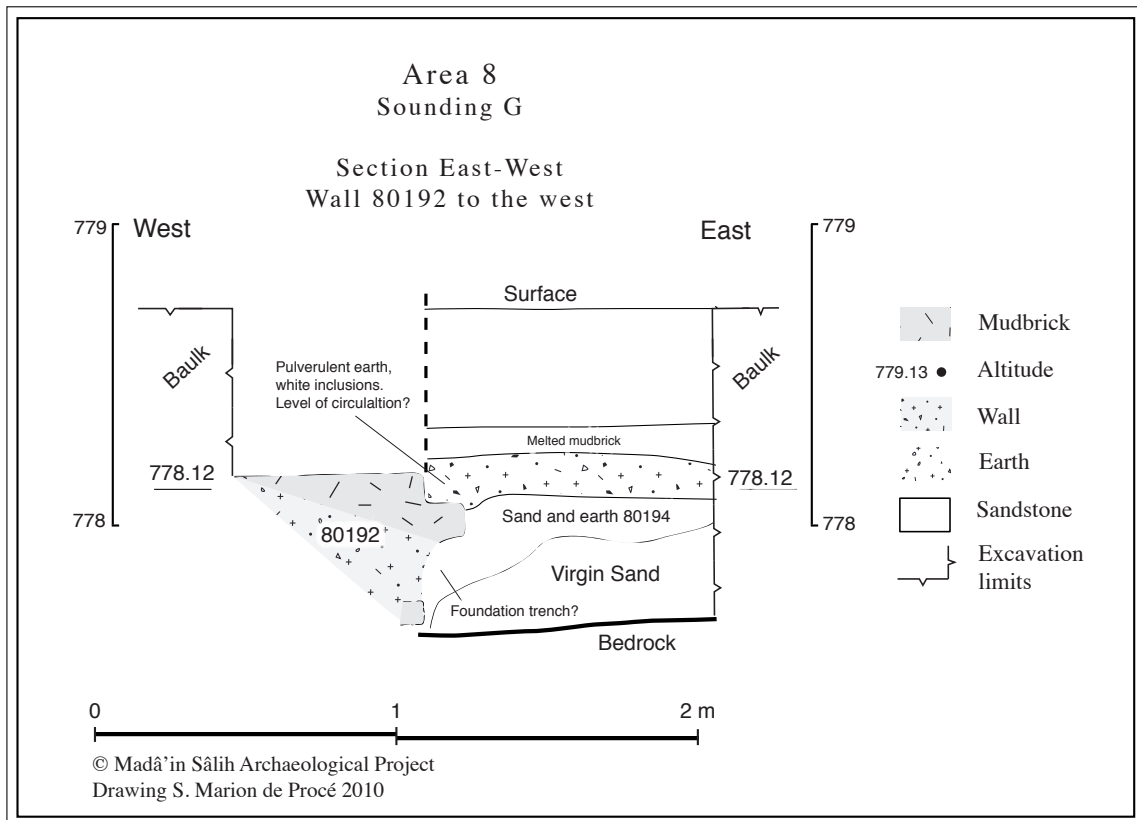 Area 8
Sounding G
Section East-West
Wall 80192 to the west
779
West
East
779
Surface
Mudbrick
Baulk
Baulk
Pulverulent earth,
white inclusions.
Level of circulaltion?
779.13
Altitude
Wall
Melted mudbrick
Earth
778.12
778.12
Sandstone
778
Sand and earth 80194
778
80192
Excavation
limits
Virgin Sand
Foundation trench?
Bedrock
0
1
2 m
© Madâ'in Sâlih Archaeological Project
Drawing S. Marion de Procé 2010